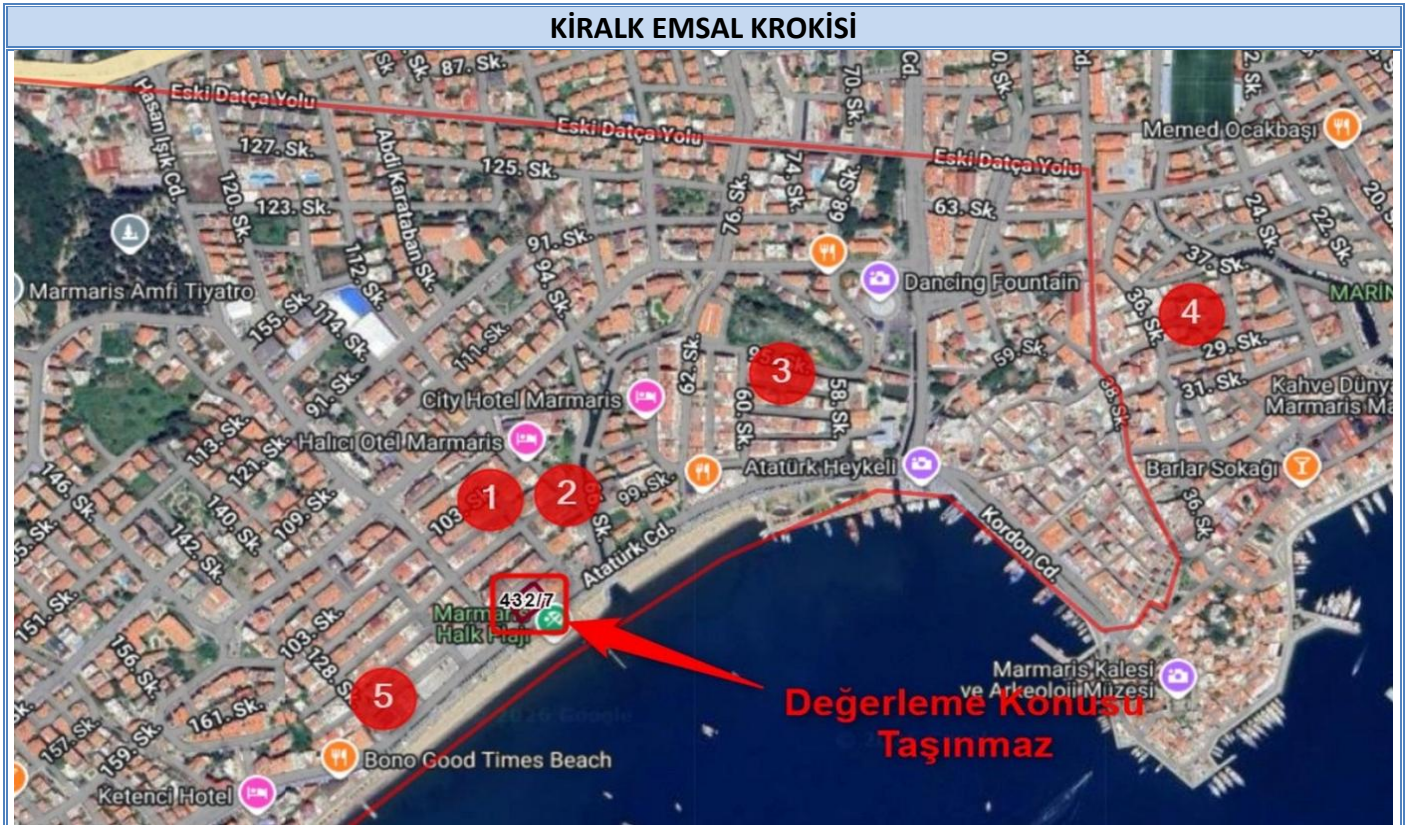 KİRALK EMSAL KROKİSİ
87. Sk.
70. Sk.
Eski Datça Yolu
Hasan Işık Cd.
Eski Datça Yolu
Memed Ocakbaşı
127. Sk.
Abdi Karataban Sk.
125. Sk.
74. Sk.
Eski Datça Yolu
120. Sk.
123. Sk.
76. Sk.
68. Sk.
63. Sk.
24. Sk.
22. Sk.
91. Sk.
94. Sk.
112. Sk.
37. Sk.
Marmaris Amfi Tiyatro
Dancing Fountain
155. Sk.
114. Sk.
36. Sk.
4
111. Sk.
59. Sk.
29. Sk.
62. Sk.
3
31. Sk.
Kahve Düny
Marmaris Ma
91. Sk.
City Hotel Marmaris
60. Sk.
58. Sk.
38. Sk.
113. Sk.
121. Sk.
Halıcı Otel Marmaris
Atatürk Heykeli
Barlar Sokağı
146. Sk.
140. Sk.
109. Sk.
1
2
99. Sk.
103. Sk.
36. Sk
142. Sk.
Atatürk Cd.
Kordon Cd.
432/7
Marmaris
Halk Plajı
151. Sk.
156. Sk.
103. Sk.
128. Sk.
5
Marmaris Kalesi
ve Arkeoloji Müzesi
161. Sk.
Değerleme Konusu
Taşınmaz
157. Sk.
159. Sk.
Bono Good Times Beach
Ketenci Hotel